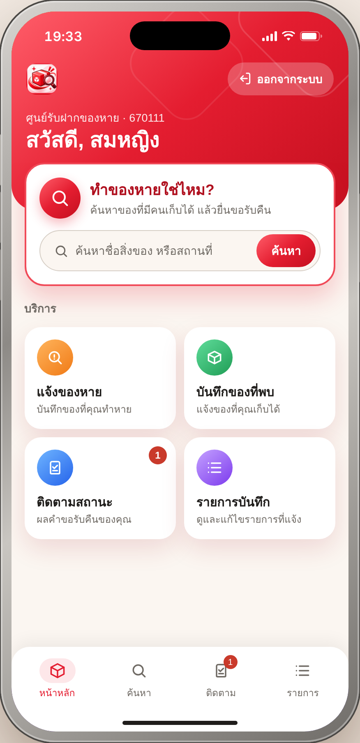 19:33
ออกจากระบบ
ศูนย์รับฝากของหาย · 670111
สวัสดี, สมหญิง
ทำของหายใช่ไหม?
ค้นหาของที่มีคนเก็บได้ แล้วยื่นขอรับคืน
ค้นหาชื่อสิ่งของ หรือสถานที่
ค้นหา
บริการ
แจ้งของหาย
บันทึกของที่คุณทำหาย
บันทึกของที่พบ
แจ้งของที่คุณเก็บได้
1
ติดตามสถานะ
ผลคำขอรับคืนของคุณ
รายการบันทึก
ดูและแก้ไขรายการที่แจ้ง
หน้าหลัก
ค้นหา
1
ติดตาม
รายการ